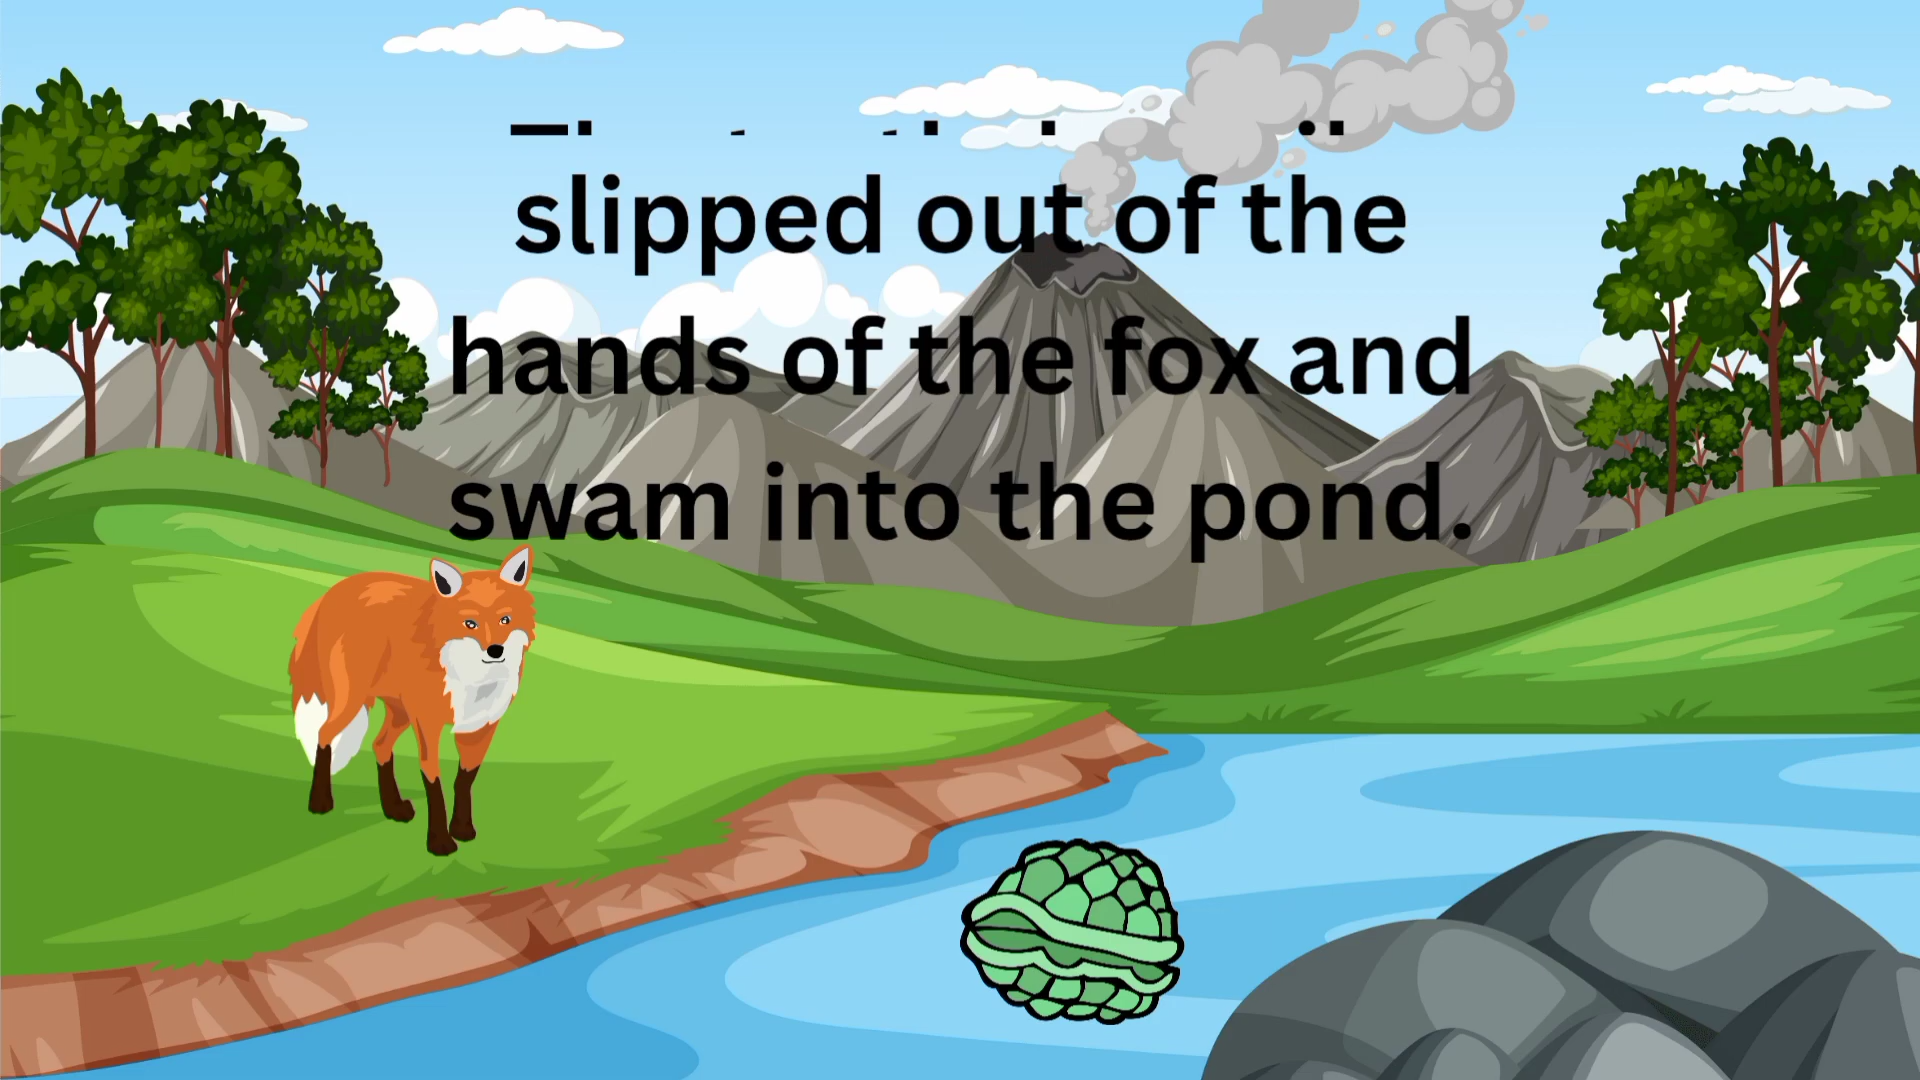 slipped out of the
hands of the fox and
swam into the pond.